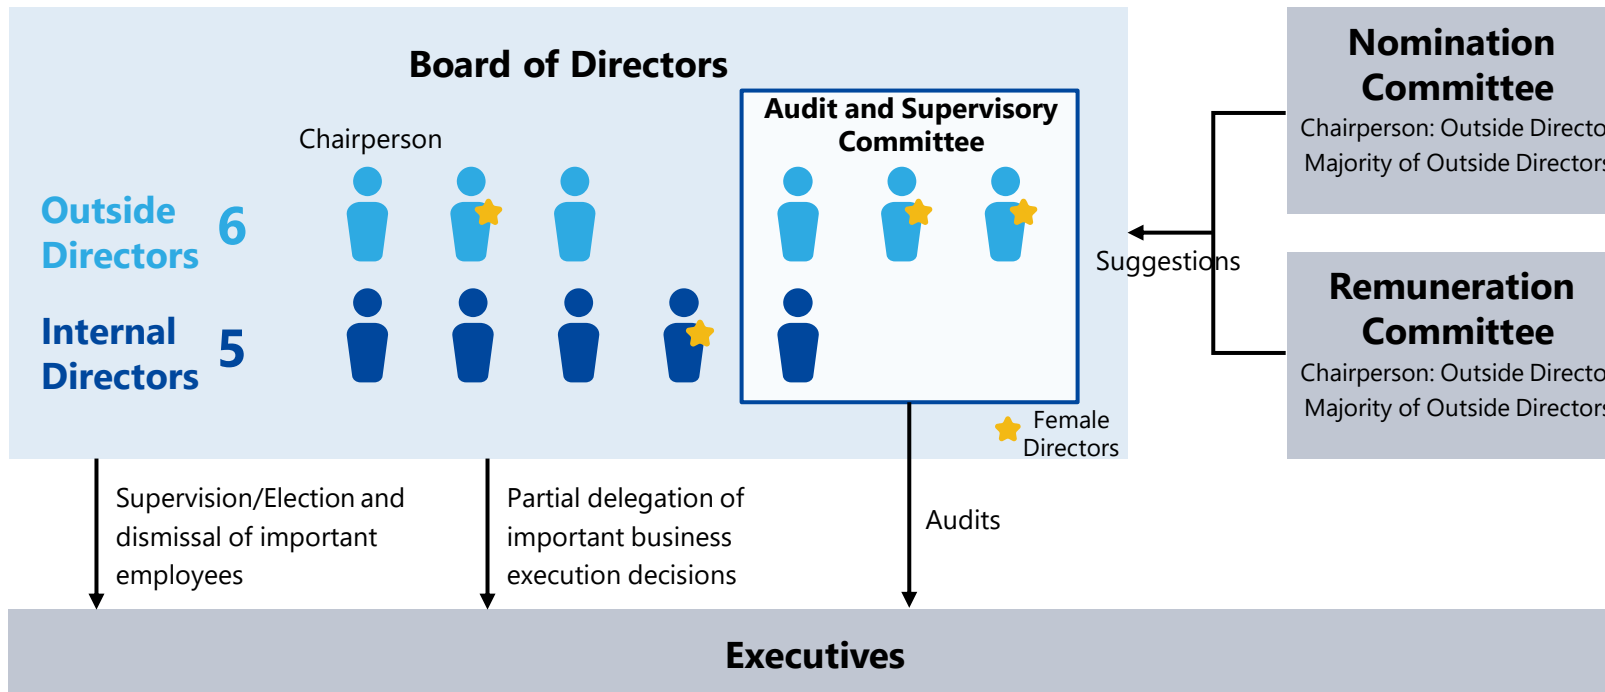 Board of Directors
Chairperson
Audit and Supervisory
Committee
Outside
Directors
6
Internal
Directors
5
Female
Directors
Nomination
Committee
Chairperson: Outside Directo
Majority of Outside Directors
Suggestions
Remuneration
Committee
Chairperson: Outside Directo
Majority of Outside Directors
Supervision/Election and
dismissal of important
employees
Partial delegation of
important business
execution decisions
Audits
Executives